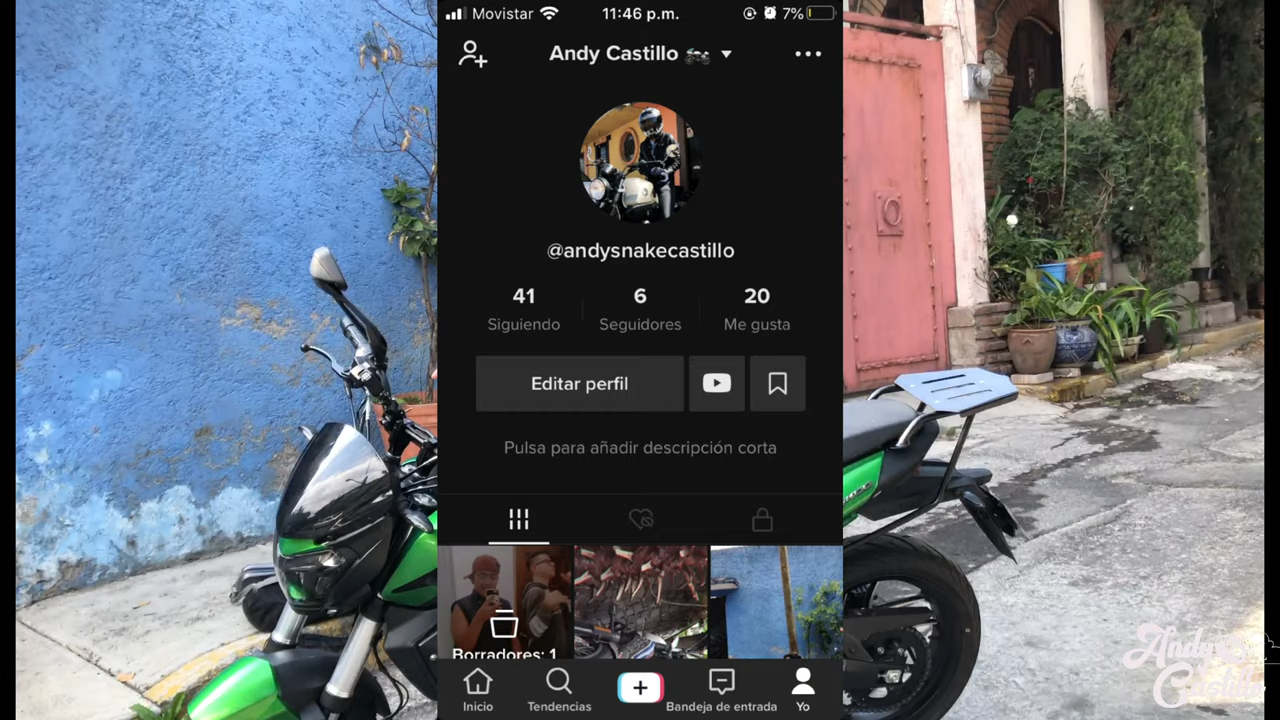 Movistar 11:46 p.m. 7%
Andy Castillo
@andysnakecastillo
41 6 20
Siguiendo Seguidores Me gusta
Editar perfil
Pulsa para añadir descripción corta
Borradores: 1
Inicio Tendencias Bandeja de entrada Yo
Andy
Castillo